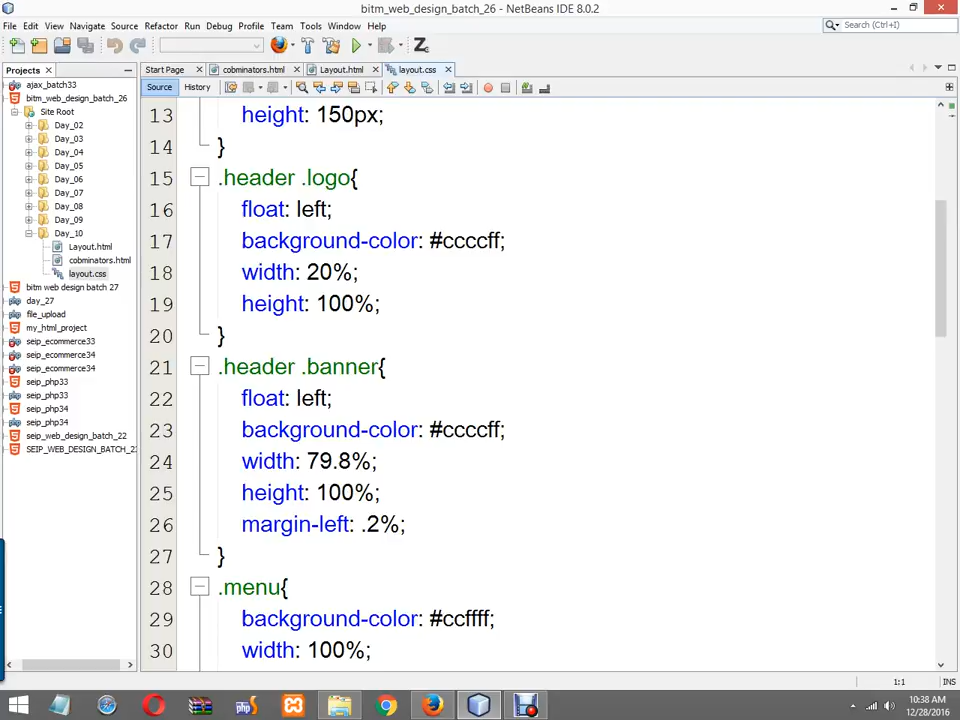 bitm_web_design_batch_26 - NetBeans IDE 8.0.2
File Edit View Navigate Source Refactor Run Debug Profile Team Tools Window Help
Search (Ctrl+I)
Projects
Start Page
cobminators.html
Layout.html
layout.css
Source
History
ajax_batch33
bitm_web_design_batch_26
Site Root
Day_02
Day_03
Day_04
Day_05
Day_06
Day_07
Day_08
Day_09
Day_10
Layout.html
cobminators.html
layout.css
bitm web design batch 27
day_27
file_upload
my_html_project
seip_ecommerce33
seip_ecommerce34
seip_ecommerce34
seip_php33
seip_php33
seip_php34
seip_php34
seip_web_design_batch_22
SEIP_WEB_DESIGN_BATCH_23
13 height: 150px;
14 }
15 .header .logo{
16 float: left;
17 background-color: #ccccff;
18 width: 20%;
19 height: 100%;
20 }
21 .header .banner{
22 float: left;
23 background-color: #ccccff;
24 width: 79.8%;
25 height: 100%;
26 margin-left: .2%;
27 }
28 .menu{
29 background-color: #ccffff;
30 width: 100%;
1:1 INS
php
10:38 AM
12/28/2016